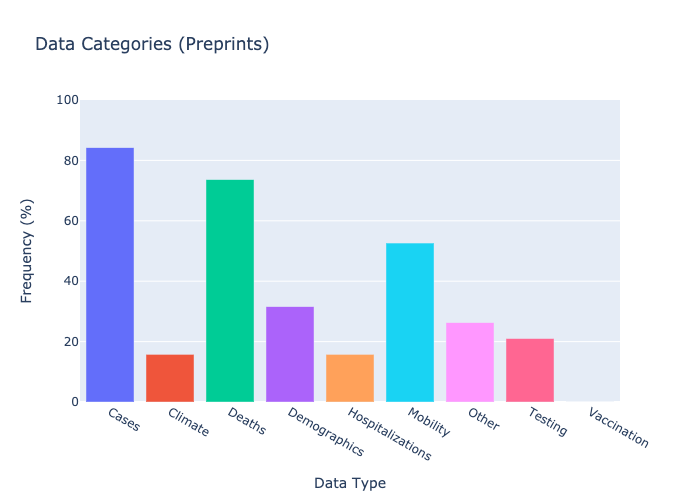 Data Categories (Preprints)
Frequency (%)
100
80
60
40
20
0
Cases
Climate
Deaths
Demographics
Hospitalizations
Mobility
Other
Testing
Vaccination
Data Type